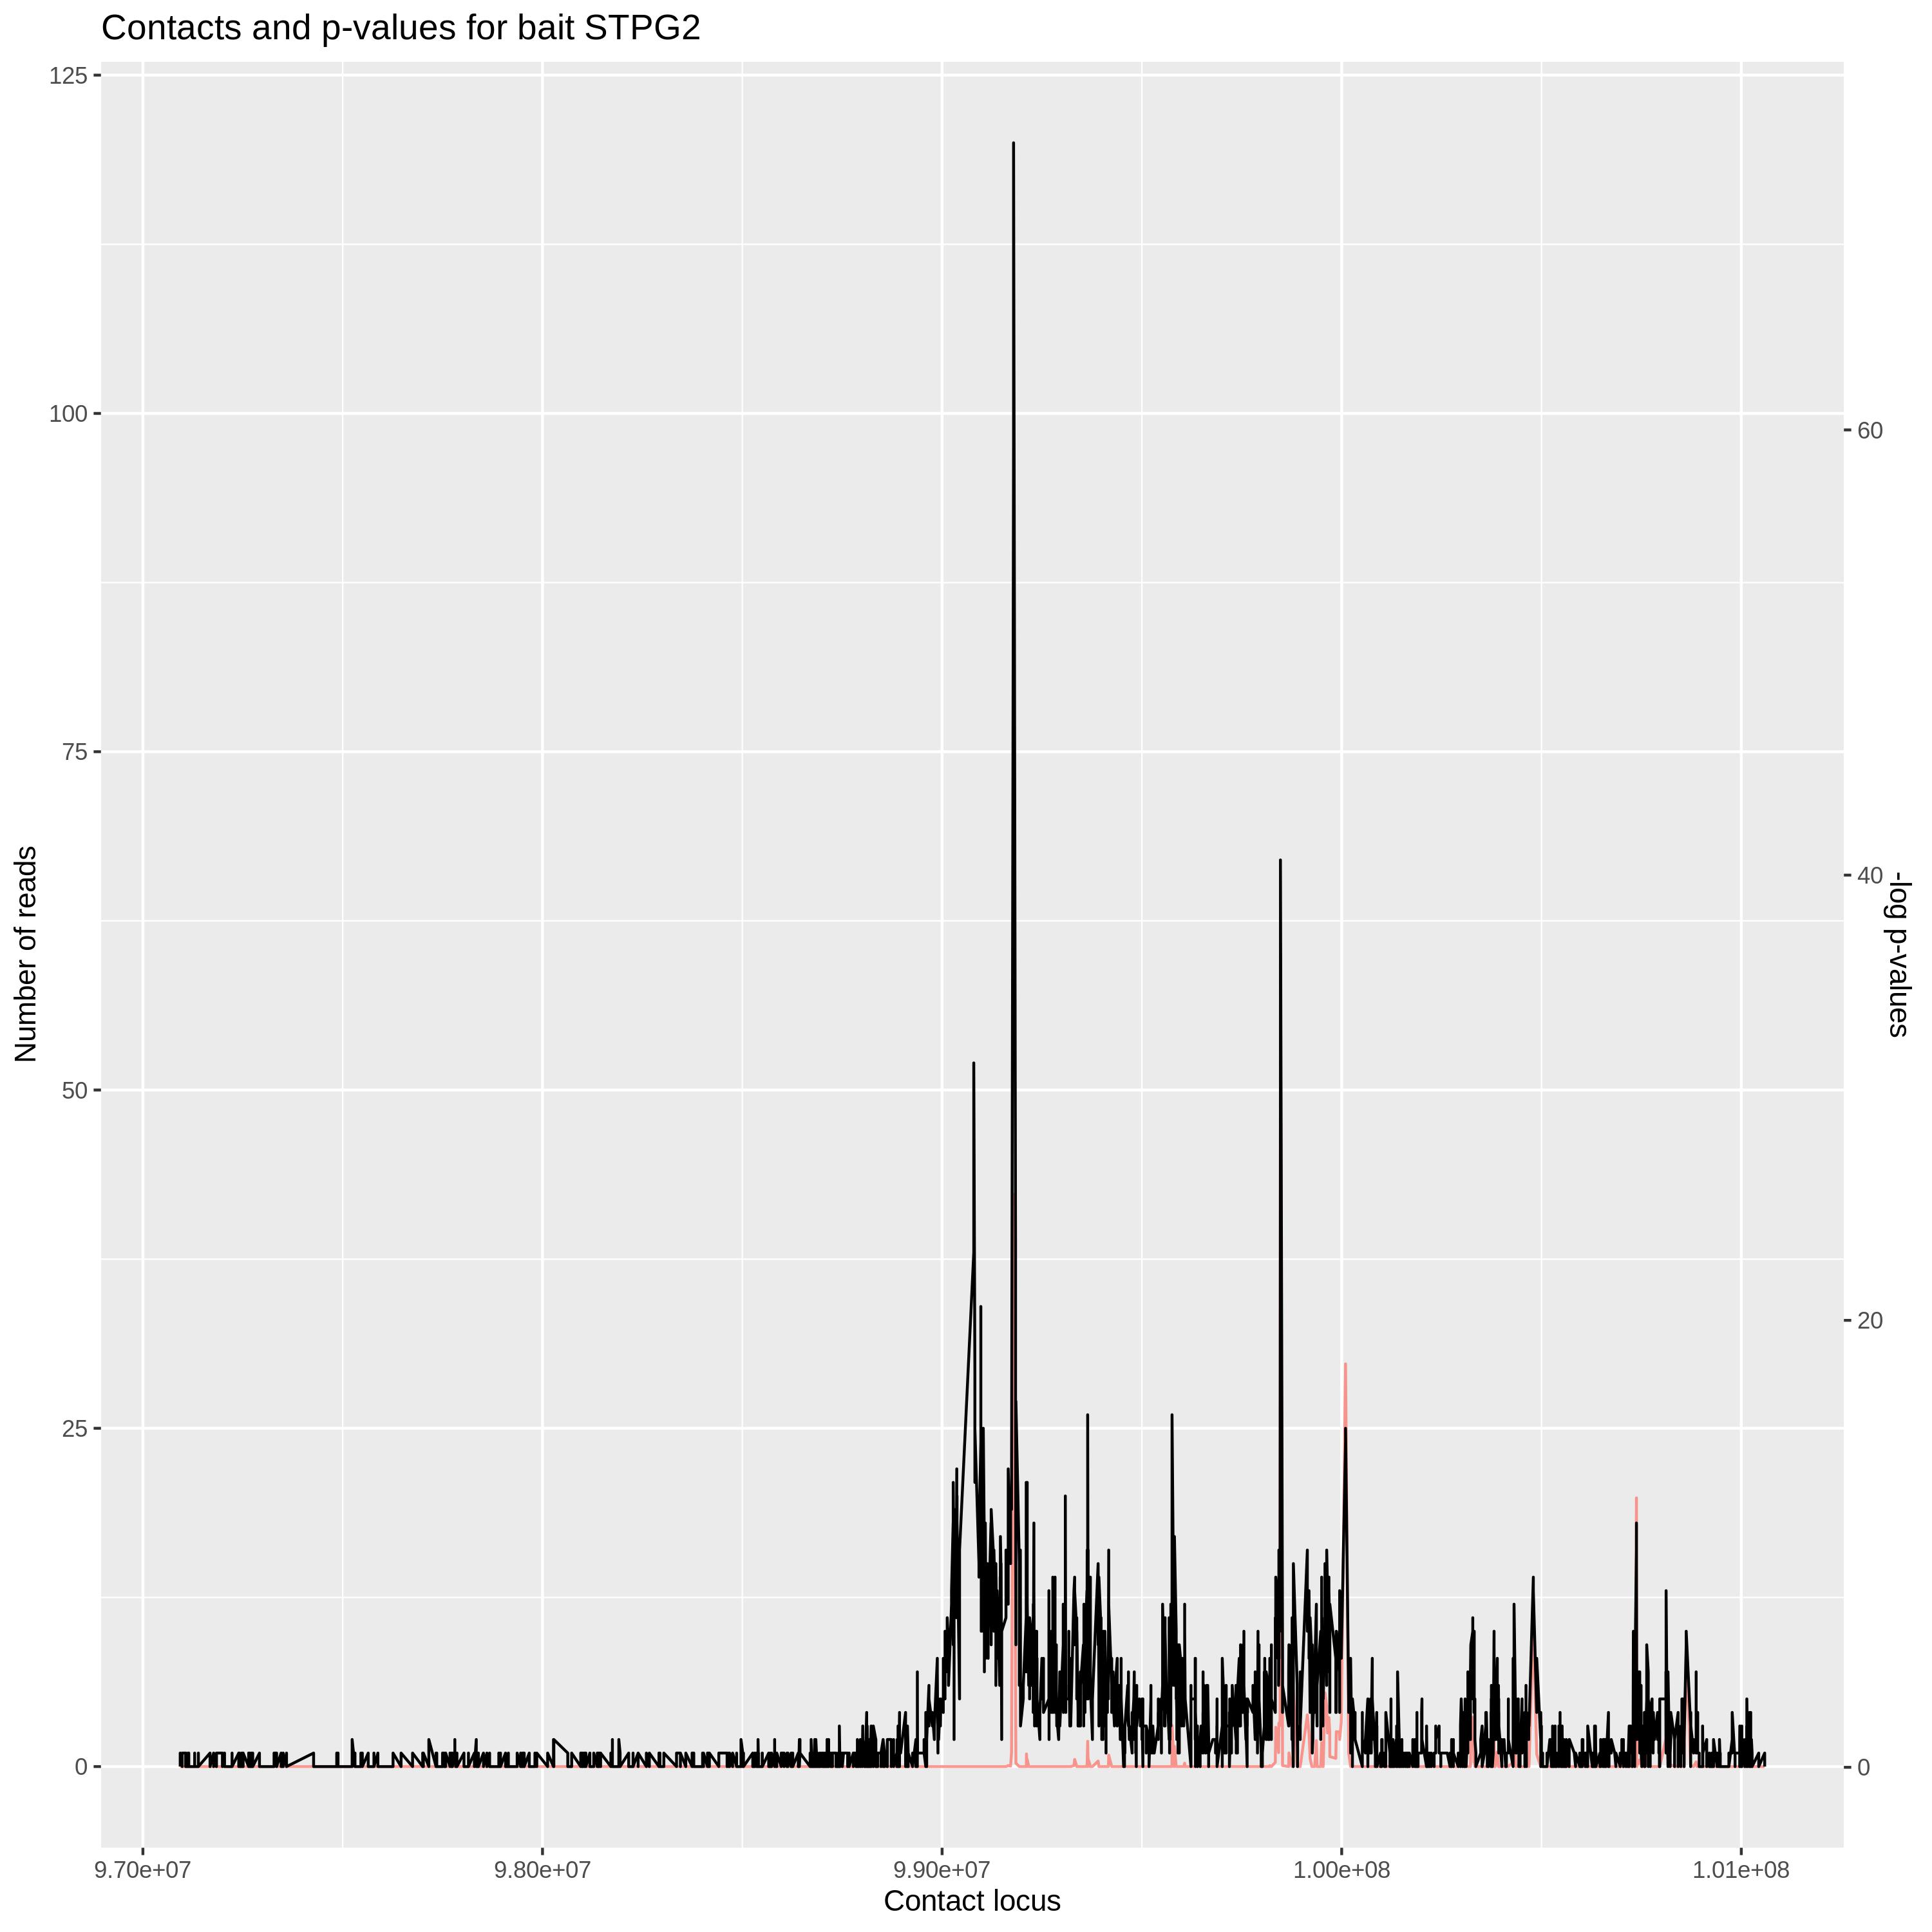 Contacts and p-values for bait STPG2
125
100
75
50
25
0
Number of reads
60
40
20
0
-log p-values
9.70e+07
9.80e+07
9.90e+07
1.00e+08
1.01e+08
Contact locus